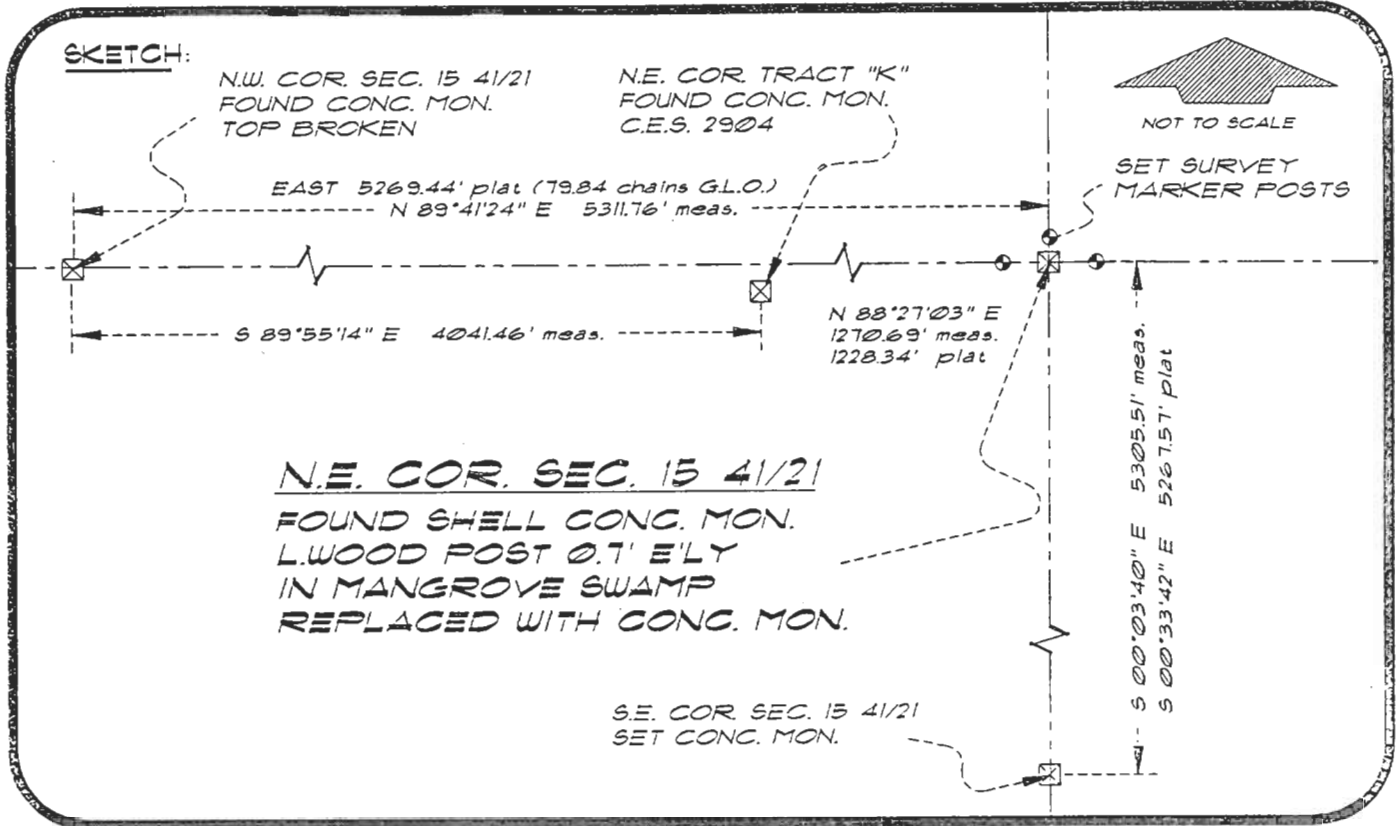 SKETCH:
N.W. COR. SEC. 15 41/21
FOUND CONC. MON.
TOP BROKEN
N.E. COR. TRACT "K"
FOUND CONC. MON.
C.E.S. 2904
NOT TO SCALE
SET SURVEY
MARKER POSTS
EAST 5269.44' plat (79.84 chains G.L.O.)
N 89°41'24" E 5311.76' meas.
S 89°55'14" E 4041.46' meas.
N 88°27'03" E
1270.69' meas.
1228.34' plat
N.E. COR. SEC. 15 41/21
FOUND SHELL CONC. MON.
L.WOOD POST 0.7' E'LY
IN MANGROVE SWAMP
REPLACED WITH CONC. MON.
S 00°03'40" E 5305.51' meas.
S 00°33'42" E 5267.57' plat
S.E. COR. SEC. 15 41/21
SET CONC. MON.